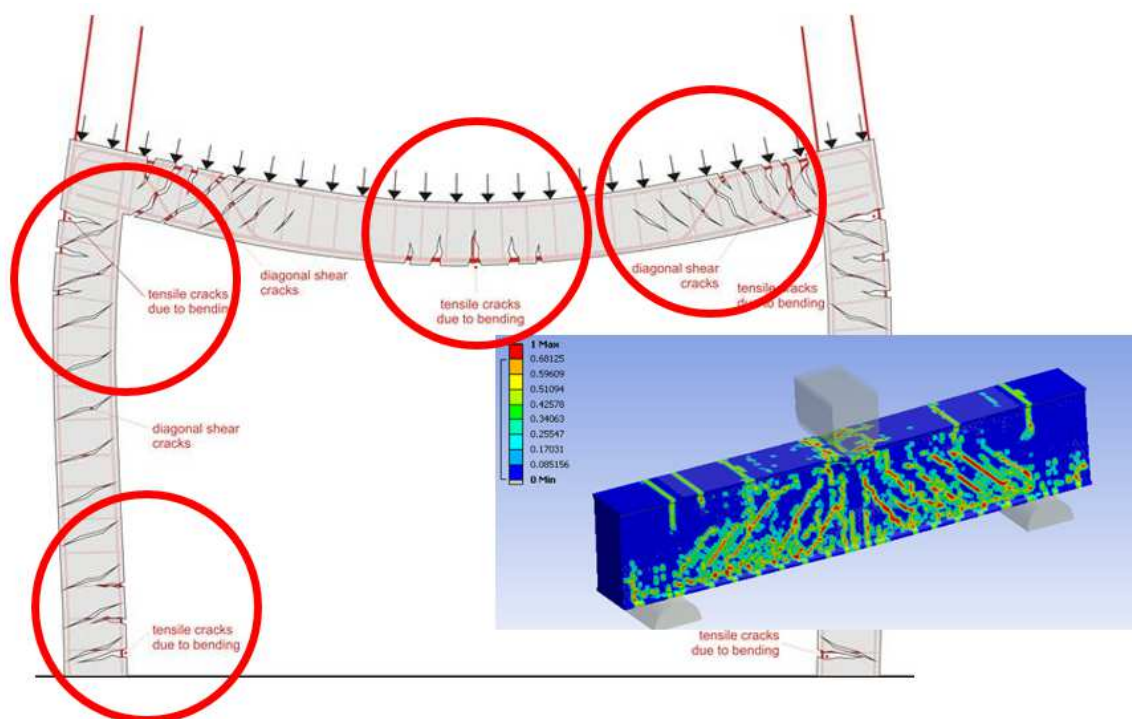 diagonal shear
cracks
tensile cracks
due to bending
tensile cracks
due to bending
diagonal shear
cracks
tensile cracks
due to bending
diagonal shear
cracks
1 Max
0.68125
0.59609
0.51094
0.42578
0.34063
0.25547
0.17031
0.085156
0 Min
tensile cracks
due to bending
tensile cracks
due to bending